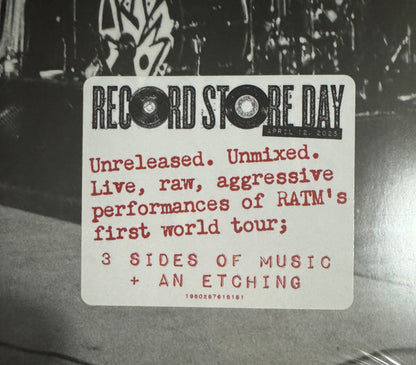 RECORD STORE DAY
APRIL 12, 2025
Unreleased. Unmixed.
Live, raw, aggressive
performances of RATM's
first world tour;
3 SIDES OF MUSIC
+ AN ETCHING